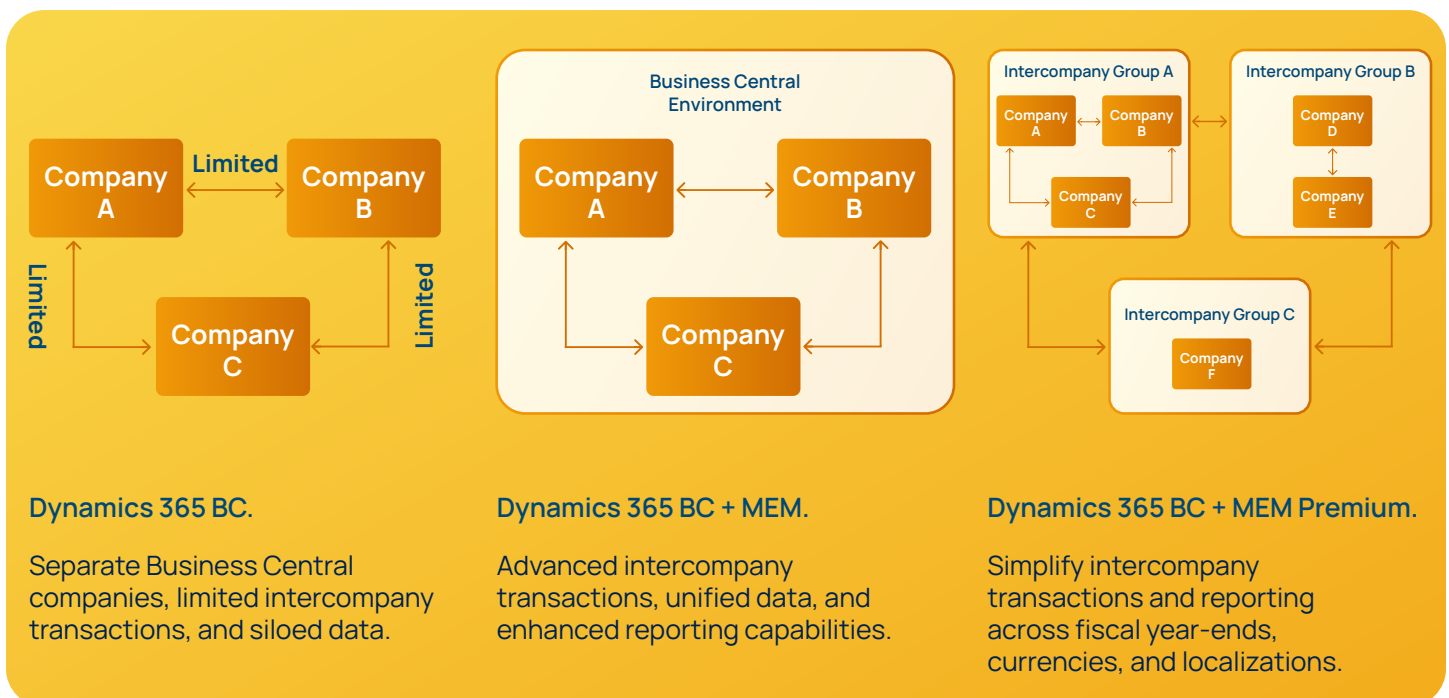 Company
A
Limited
Company
B
Limited
Limited
Company
C
Dynamics 365 BC.
Separate Business Central
companies, limited intercompany
transactions, and siloed data.
Business Central
Environment
Company
A
Company
B
Company
C
Dynamics 365 BC + MEM.
Advanced intercompany
transactions, unified data, and
enhanced reporting capabilities.
Intercompany Group A
Company
A
Company
B
Company
C
Intercompany Group B
Company
D
Company
E
Intercompany Group C
Company
F
Dynamics 365 BC + MEM Premium.
Simplify intercompany
transactions and reporting
across fiscal year-ends,
currencies, and localizations.